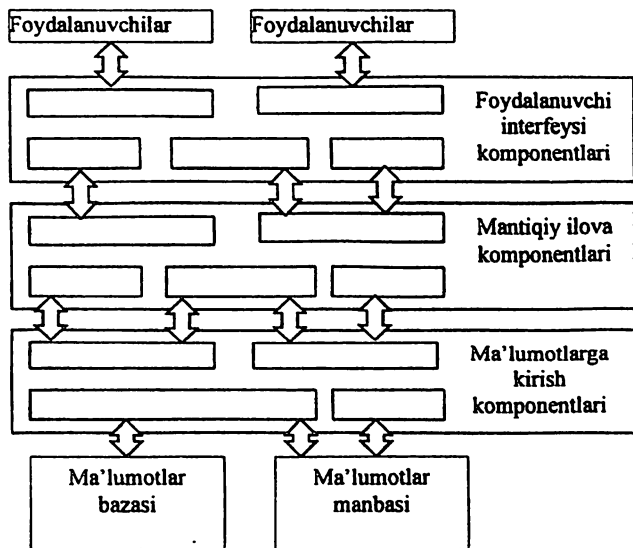 Foydalanuvchilar
Foydalanuvchilar
Foydalanuvchi
interfeysi
komponentlari
Mantiqiy ilova
komponentlari
Ma’lumotlarga
kirish
komponentlari
Ma’lumotlar
bazasi
Ma’lumotlar
manbasi